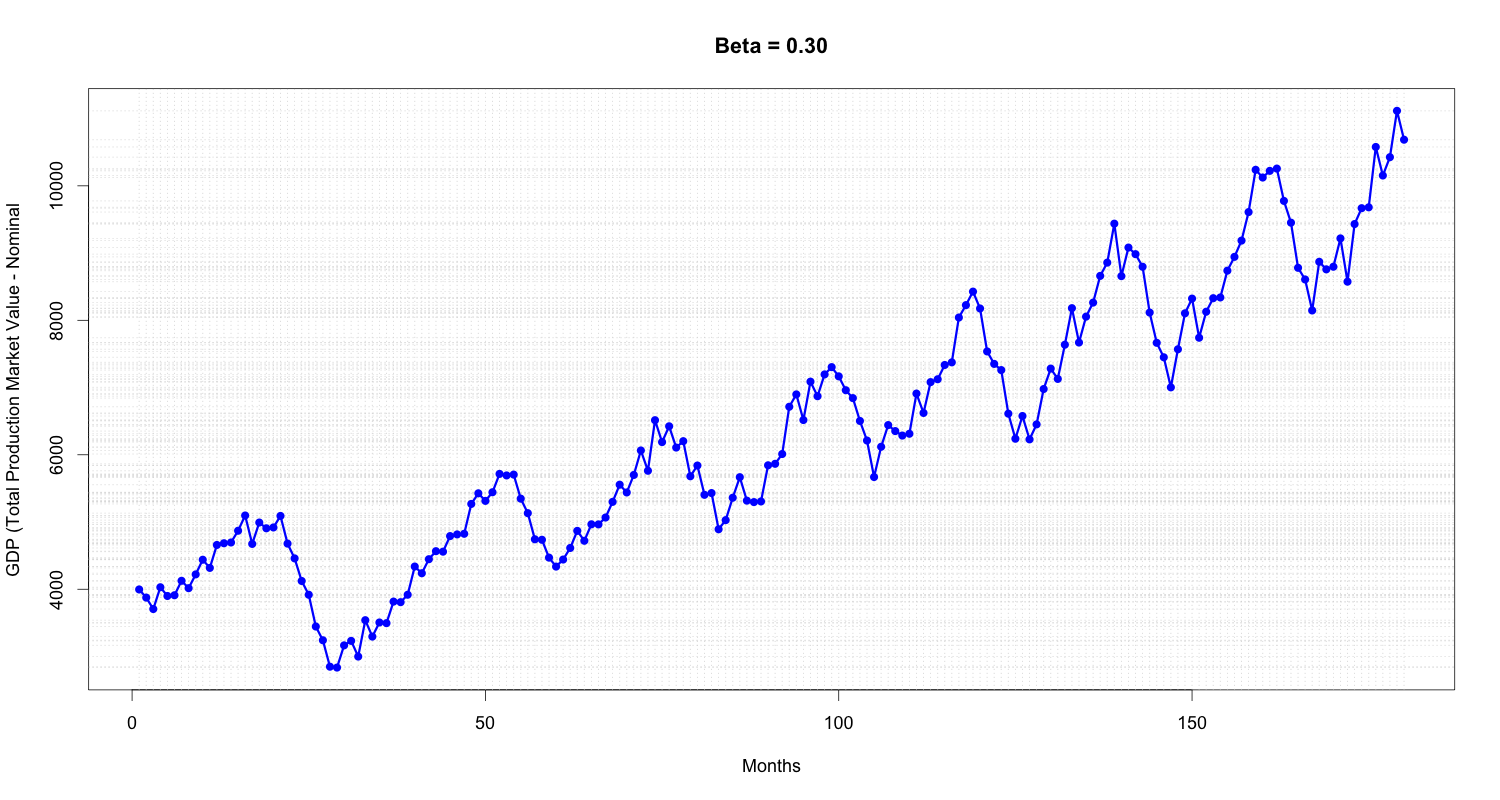 Beta = 0.30
GDP (Total Production Market Value - Nominal
10000
8000
6000
4000
0 50 100 150
Months